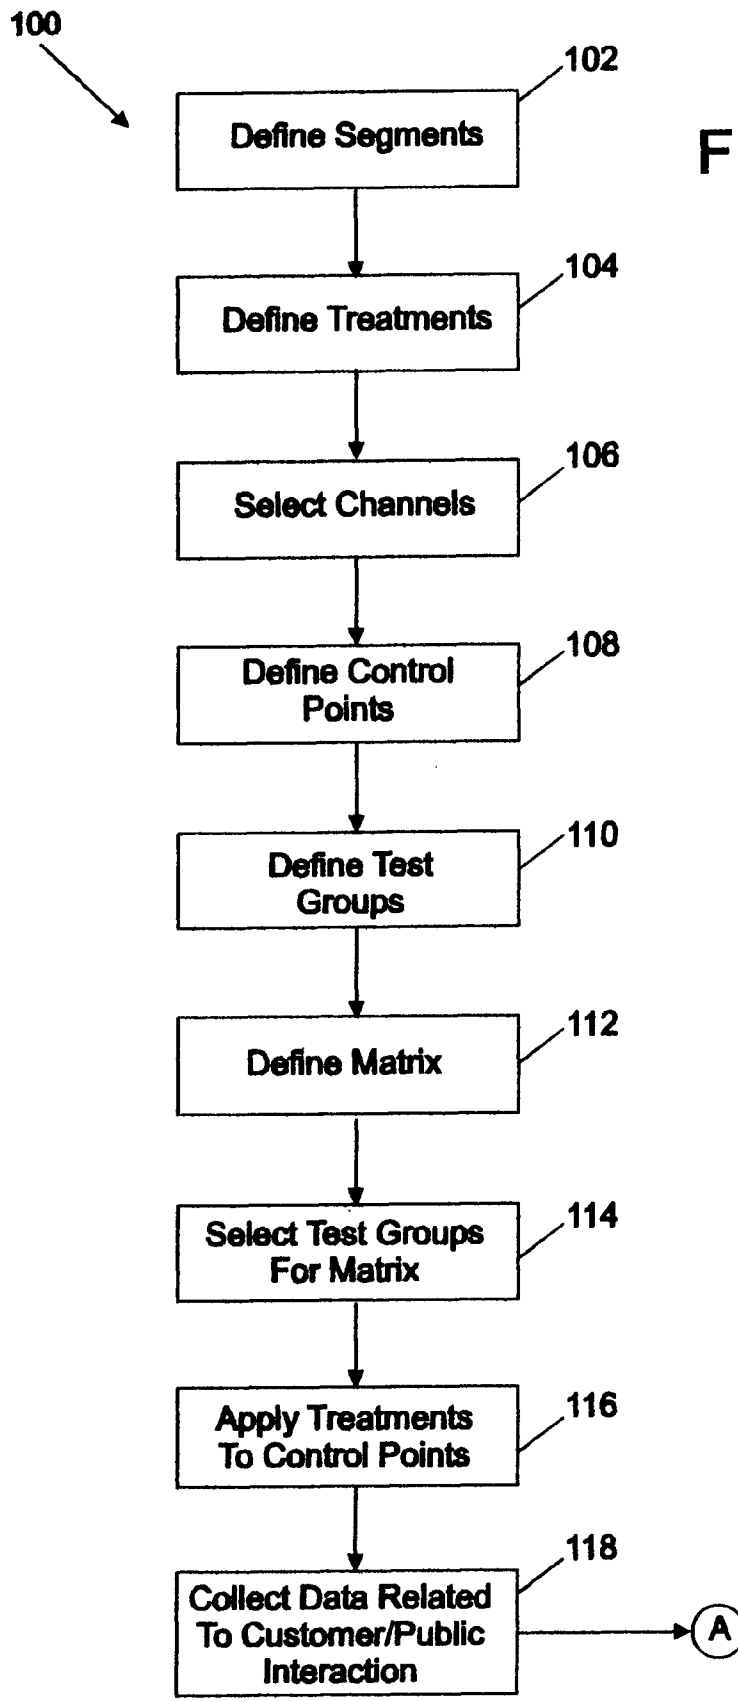 100
102
Define Segments
F
104
Define Treatments
106
Select Channels
108
Define Control
Points
110
Define Test
Groups
112
Define Matrix
114
Select Test Groups
For Matrix
116
Apply Treatments
To Control Points
118
Collect Data Related
To Customer/Public
Interaction
A